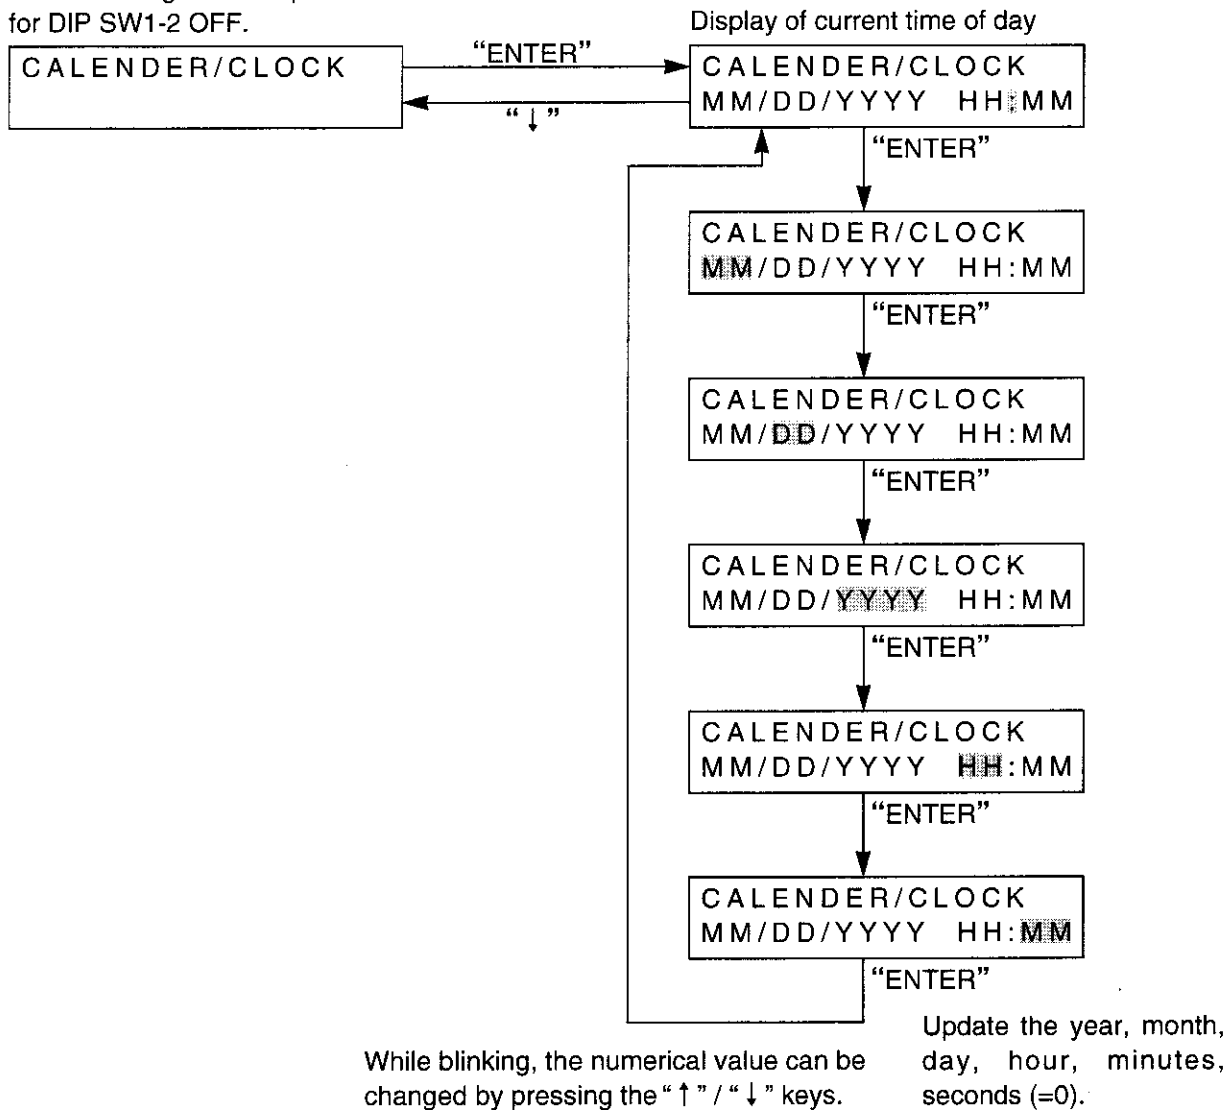 for DIP SW1-2 OFF.
CALENDER/CLOCK
"ENTER"
"↓"
Display of current time of day
CALENDER/CLOCK
MM/DD/YYYY HH:MM
"ENTER"
CALENDER/CLOCK
MM/DD/YYYY HH:MM
"ENTER"
CALENDER/CLOCK
MM/DD/YYYY HH:MM
"ENTER"
CALENDER/CLOCK
MM/DD/YYYY HH:MM
"ENTER"
CALENDER/CLOCK
MM/DD/YYYY HH:MM
"ENTER"
CALENDER/CLOCK
MM/DD/YYYY HH:MM
"ENTER"
While blinking, the numerical value can be
changed by pressing the "↑" / "↓" keys.
Update the year, month,
day, hour, minutes,
seconds (=0).